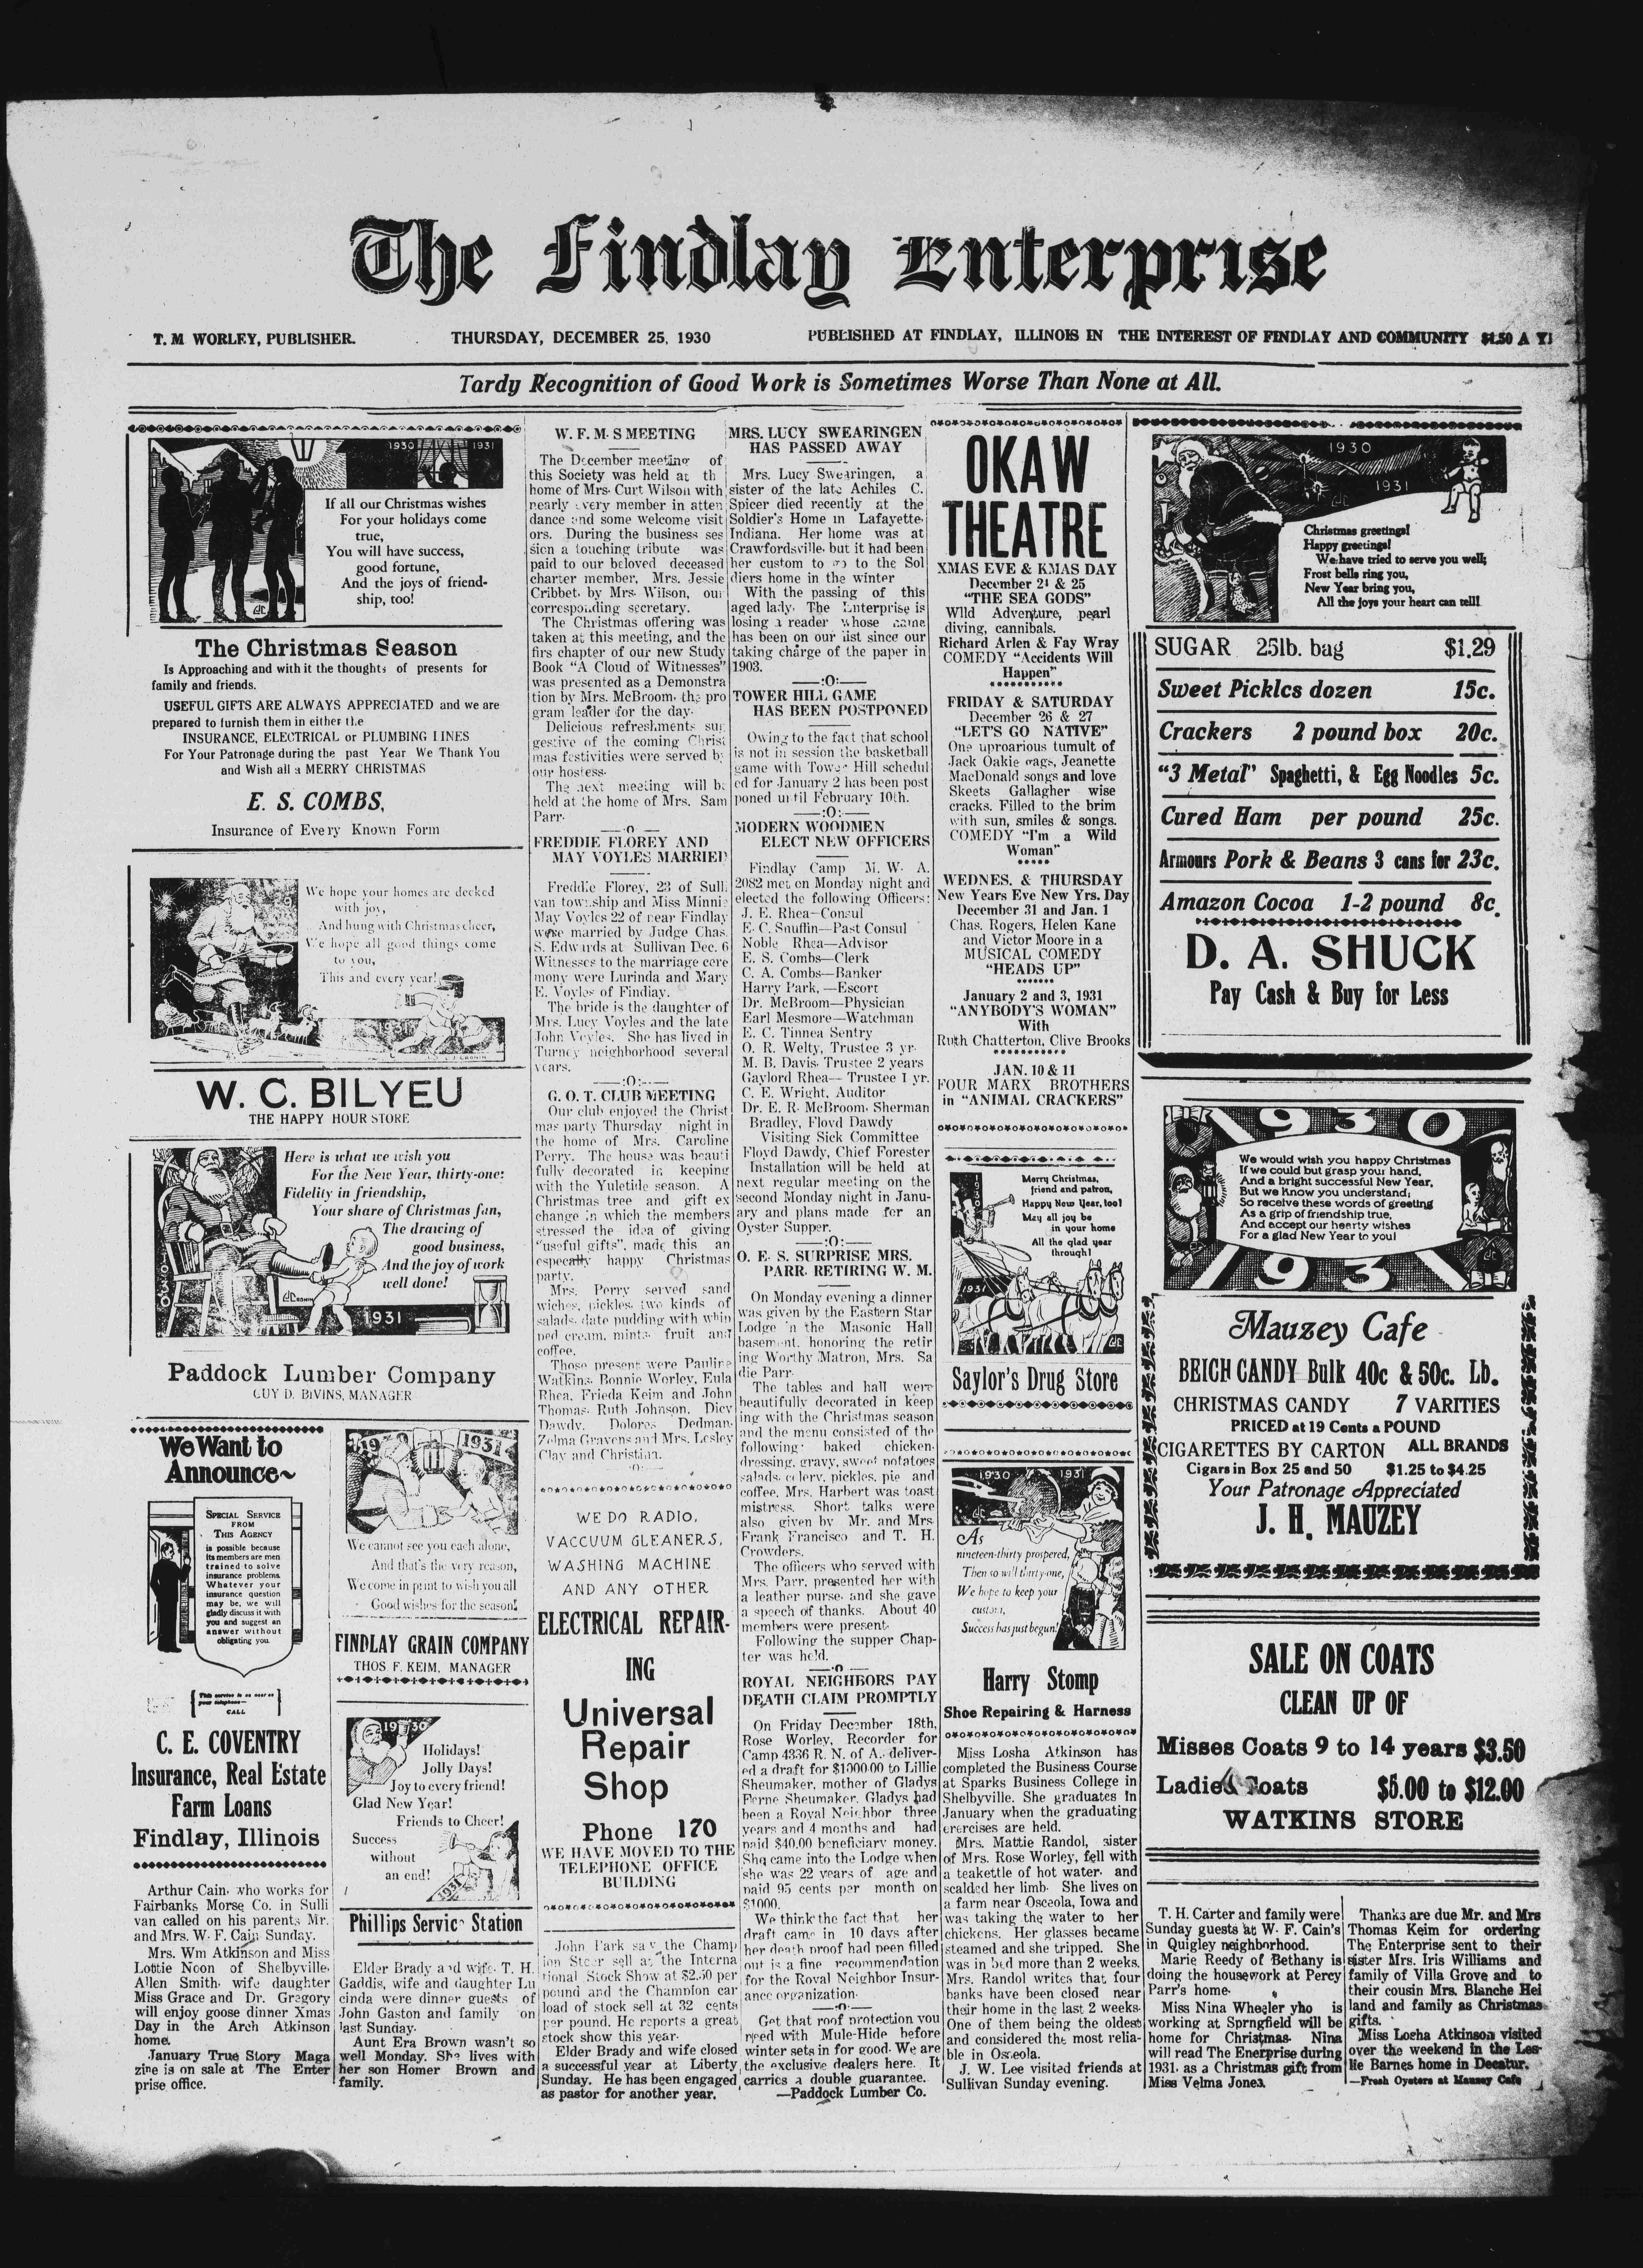 The Findlay Enterprise
T. M. WORLEY, PUBLISHER. THURSDAY, DECEMBER 25, 1930 PUBLISHED AT FINDLAY, ILLINOIS IN THE INTEREST OF FINDLAY AND COMMUNITY $1.50 A
Tardy Recognition of Good Work is Sometimes Worse Than None at All.
1930 1931
If all our Christmas wishes
For your holidays come
true,
You will have success,
good fortune,
And the joys of friend-
ship, too!
The Christmas Season
Is Approaching and with it the thoughts of presents for
family and friends.
USEFUL GIFTS ARE ALWAYS APPRECIATED and we are
prepared to furnish them in either the
INSURANCE, ELECTRICAL or PLUMBING LINES
For Your Patronage during the past Year We Thank You
and Wish all a MERRY CHRISTMAS
E. S. COMBS,
Insurance of Every Known Form
We hope your homes are decked
with joy,
And hung with Christmas cheer,
We hope all good things come
to you,
This and every year!
1931
W. C. BILYEU
THE HAPPY HOUR STORE
Here is what we wish you
For the New Year, thirty-one:
Fidelity in friendship,
Your share of Christmas fun,
The drawing of
good business,
And the joy of work
well done!
1931
Paddock Lumber Company
GUY D. BIVINS, MANAGER
We Want to
Announce~
SPECIAL SERVICE
FROM
THIS AGENCY
is possible because
its members are men
trained to solve
insurance problems.
Whatever your
insurance question
may be, we will
gladly discuss it with
you and suggest an
answer without
obligating you.
This service is as near as
your telephone—
CALL
C. E. COVENTRY
Insurance, Real Estate
Farm Loans
Findlay, Illinois
Arthur Cain, who works for
Fairbanks Morse Co. in Sulli
van called on his parents Mr.
and Mrs. W. F. Cain Sunday.
Mrs. Wm Atkinson and Miss
Lottie Noon of Shelbyville,
Allen Smith, wife daughter
Miss Grace and Dr. Gregory
will enjoy goose dinner Xmas
Day in the Arch Atkinson
home.
January True Story Maga
zine is on sale at The Enter
prise office.
1930 1931
We cannot see you each alone,
And that's the very reason,
We come in print to wish you all
Good wishes for the season!
FINDLAY GRAIN COMPANY
THOS F. KEIM, MANAGER
1930
Holidays!
Jolly Days!
Joy to every friend!
Glad New Year!
Friends to Cheer!
Success
without
an end!
1931
Phillips Service Station
Elder Brady and wife, T. H.
Gaddis, wife and daughter Lu
cinda were dinner guests of
John Gaston and family on
last Sunday.
Aunt Era Brown wasn't so
well Monday. She lives with
her son Homer Brown and
family.
W. F. M. S MEETING
The December meeting of
this Society was held at th
home of Mrs. Curt Wilson with
nearly every member in atten
dance and some welcome visit
ors. During the business ses
sion a touching tribute was
paid to our beloved deceased
charter member, Mrs. Jessie
Cribbet, by Mrs. Wilson, our
corresponding secretary.
The Christmas offering was
taken at this meeting, and the
firs chapter of our new Study
Book "A Cloud of Witnesses"
was presented as a Demonstra
tion by Mrs. McBroom, the pro
gram leader for the day.
Delicious refreshments sug
gestive of the coming Christ
mas festivities were served by
our hostess.
The next meeting will be
held at the home of Mrs. Sam
Parr.
—o—
FREDDIE FLOREY AND
MAY VOYLES MARRIED
Freddie Florey, 23 of Sulli
van township and Miss Minnie
May Voyles 22 of near Findlay
were married by Judge Chas.
S. Edwards at Sullivan Dec. 6
Witnesses to the marriage cere
mony were Lurinda and Mary
E. Voyles of Findlay.
The bride is the daughter of
Mrs. Lucy Voyles and the late
John Voyles. She has lived in
Turney neighborhood several
years.
—:O:—
G. O. T. CLUB MEETING
Our club enjoyed the Christ
mas party Thursday night in
the home of Mrs. Caroline
Perry. The house was beauti
fully decorated in keeping
with the Yuletide season. A
Christmas tree and gift ex
change in which the members
stressed the idea of giving
"useful gifts", made this an
especally happy Christmas
party.
Mrs. Perry served sand
wiches, pickles, two kinds of
salads, date pudding with whip
ped cream, mints, fruit and
coffee.
Those present were Pauline
Watkins, Bonnie Worley, Eula
Rhea, Frieda Keim and John
Thomas, Ruth Johnson, Dicy
Dawdy, Dolores Dedman,
Zelma Gravens and Mrs. Lesley
Clay and Christina.
—:O:—
WE DO RADIO,
VACCUUM GLEANERS,
WASHING MACHINE
AND ANY OTHER
ELECTRICAL REPAIR-
ING
Universal
Repair
Shop
Phone 170
WE HAVE MOVED TO THE
TELEPHONE OFFICE
BUILDING
John Park saw the Champ
ion Steer sell at the Interna
tional Stock Show at $2.50 per
pound and the Champion car
load of stock sell at 32 cents
per pound. He reports a great
stock show this year.
Elder Brady and wife closed
a successful year at Liberty
Sunday. He has been engaged
as pastor for another year.
MRS. LUCY SWEARINGEN
HAS PASSED AWAY
Mrs. Lucy Swearingen, a
sister of the late Achiles C.
Spicer died recently at the
Soldier's Home in Lafayette,
Indiana. Her home was at
Crawfordsville, but it had been
her custom to go to the Sol
diers home in the winter
With the passing of this
aged lady, The Enterprise is
losing a reader whose name
has been on our list since our
taking charge of the paper in
1903.
—:O:—
TOWER HILL GAME
HAS BEEN POSTPONED
Owing to the fact that school
is not in session the basketball
game with Tower Hill schedul
ed for January 2 has been post
poned until February 10th.
—:O:—
MODERN WOODMEN
ELECT NEW OFFICERS
Findlay Camp M. W. A.
2082 met on Monday night and
elected the following Officers:
J. E. Rhea—Consul
E. C. Snuffin—Past Consul
Noble Rhea—Advisor
E. S. Combs—Clerk
C. A. Combs—Banker
Harry Park, —Escort
Dr. McBroom—Physician
Earl Mesmore—Watchman
E. C. Tinnea Sentry
O. R. Welty, Trustee 3 yr.
M. B. Davis, Trustee 2 years
Gaylord Rhea— Trustee 1 yr.
C. E. Wright, Auditor
Dr. E. R. McBroom, Sherman
Bradley, Floyd Dawdy
Visiting Sick Committee
Floyd Dawdy, Chief Forester
Installation will be held at
next regular meeting on the
second Monday night in Janu-
ary and plans made for an
Oyster Supper.
—:O:—
O. E. S. SURPRISE MRS.
PARR, RETIRING W. M.
On Monday evening a dinner
was given by the Eastern Star
Lodge in the Masonic Hall
basement, honoring the retir
ing Worthy Matron, Mrs. Sa
die Parr.
The tables and hall were
beautifully decorated in keep
ing with the Christmas season
and the menu consisted of the
following: baked chicken,
dressing, gravy, sweet potatoes
salads, celery, pickles, pie and
coffee. Mrs. Harbert was toast
mistress. Short talks were
also given by Mr. and Mrs.
Frank Francisco and T. H.
Crowders.
The officers who served with
Mrs. Parr, presented her with
a leather purse, and she gave
a speech of thanks. About 40
members were present.
Following the supper Chap-
ter was held.
—o—
ROYAL NEIGHBORS PAY
DEATH CLAIM PROMPTLY
On Friday December 18th,
Rose Worley, Recorder for
Camp 4336 R. N. of A., deliver-
ed a draft for $1000.00 to Lillie
Sheumaker, mother of Gladys
Ferne Sheumaker. Gladys had
been a Royal Neighbor three
years and 4 months and had
paid $40.00 beneficiary money.
She came into the Lodge when
she was 22 years of age and
paid 95 cents per month on
$1000.
We think the fact that her
draft came in 10 days after
her death proof had been filled
out is a fine recommendation
for the Royal Neighbor Insur-
ance organization.
—o—
Get that roof protection you
need with Mule-Hide before
winter sets in for good. We are
the exclusive dealers here. It
carries a double guarantee.
—Paddock Lumber Co.
OKAW
THEATRE
XMAS EVE & XMAS DAY
December 24 & 25
"THE SEA GODS"
Wild Adventure, pearl
diving, cannibals.
Richard Arlen & Fay Wray
COMEDY "Accidents Will
Happen"
***********
FRIDAY & SATURDAY
December 26 & 27
"LET'S GO NATIVE"
One uproarious tumult of
Jack Oakie wags, Jeanette
MacDonald songs and love
Skeets Gallagher wise
cracks. Filled to the brim
with sun, smiles & songs.
COMEDY "I'm a Wild
Woman"
*****
WEDNES. & THURSDAY
New Years Eve New Yrs. Day
December 31 and Jan. 1
Chas. Rogers, Helen Kane
and Victor Moore in a
MUSICAL COMEDY
"HEADS UP"
*******
January 2 and 3, 1931
"ANYBODY'S WOMAN"
With
Ruth Chatterton, Clive Brooks
***********
JAN. 10 & 11
FOUR MARX BROTHERS
in "ANIMAL CRACKERS"
1930
Merry Christmas,
friend and patron,
Happy New Year, too!
May all joy be
in your home
All the glad year
through!
1931
Saylor's Drug Store
1930 1931
As
nineteen-thirty prospered,
Then so will thirty-one,
We hope to keep your
custom,
Success has just begun!
Harry Stomp
Shoe Repairing & Harness
Miss Losha Atkinson has
completed the Business Course
at Sparks Business College in
Shelbyville. She graduates in
January when the graduating
erercises are held.
Mrs. Mattie Randol, sister
of Mrs. Rose Worley, fell with
a teakettle of hot water, and
scalded her limb. She lives on
a farm near Osceola, Iowa and
was taking the water to her
chickens. Her glasses became
steamed and she tripped. She
was in bed more than 2 weeks.
Mrs. Randol writes that four
banks have been closed near
their home in the last 2 weeks.
One of them being the oldest
and considered the most relia-
ble in Osceola.
J. W. Lee visited friends at
Sullivan Sunday evening.
1930
1931
Christmas greetings!
Happy greetings!
We have tried to serve you well;
Frost bells ring you,
New Year bring you,
All the joys your heart can tell!
SUGAR 25lb. bag $1.29
Sweet Pickles dozen 15c.
Crackers 2 pound box 20c.
"3 Metal" Spaghetti, & Egg Noodles 5c.
Cured Ham per pound 25c.
Armours Pork & Beans 3 cans for 23c.
Amazon Cocoa 1-2 pound 8c.
D. A. SHUCK
Pay Cash & Buy for Less
1930
We would wish you happy Christmas
If we could but grasp your hand,
And a bright successful New Year,
But we know you understand;
So receive these words of greeting
As a grip of friendship true,
And accept our hearty wishes
For a glad New Year to you!
1931
Mauzey Cafe
BEICH CANDY Bulk 40c & 50c. Lb.
CHRISTMAS CANDY 7 VARITIES
PRICED at 19 Cents a POUND
CIGARETTES BY CARTON ALL BRANDS
Cigars in Box 25 and 50 $1.25 to $4.25
Your Patronage Appreciated
J. H. MAUZEY
SALE ON COATS
CLEAN UP OF
Misses Coats 9 to 14 years $3.50
Ladies Coats $5.00 to $12.00
WATKINS STORE
T. H. Carter and family were
Sunday guests at W. F. Cain's
in Quigley neighborhood.
Marie Reedy of Bethany is
doing the housework at Percy
Parr's home.
Miss Nina Wheeler yho is
working at Sprngfield will be
home for Christmas. Nina
will read The Enerprise during
1931, as a Christmas gift from
Miss Velma Jones.
Thanks are due Mr. and Mrs
Thomas Keim for ordering
The Enterprise sent to their
sister Mrs. Iris Williams and
family of Villa Grove and to
their cousin Mrs. Blanche Hei
land and family as Christmas
gifts.
Miss Losha Atkinson visited
over the weekend in the Les-
lie Barnes home in Decatur.
—Fresh Oysters at Mauzey Cafe